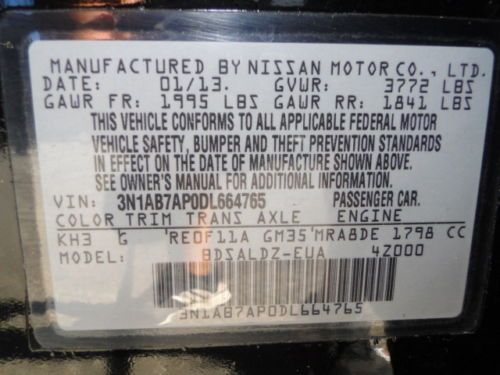 MANUFACTURED BY NISSAN MOTOR CO., LTD.
DATE: 01/13. GVWR: 3772 LBS
GAWR FR: 1995 LBS GAWR RR: 1841 LBS
THIS VEHICLE CONFORMS TO ALL APPLICABLE FEDERAL MOTOR
VEHICLE SAFETY, BUMPER AND THEFT PREVENTION STANDARDS
IN EFFECT ON THE DATE OF MANUFACTURE SHOWN ABOVE.
SEE OWNER'S MANUAL FOR ADDITIONAL INFORMATION.
VIN: 3N1AB7AP0DL664765 PASSENGER CAR.
COLOR TRIM TRANS AXLE ENGINE
KH3 G 'RE0F11A GM35'MRA8DE 1798 CC
MODEL: BDSALDZ-EUA 4Z000
3N1AB7AP0DL664765